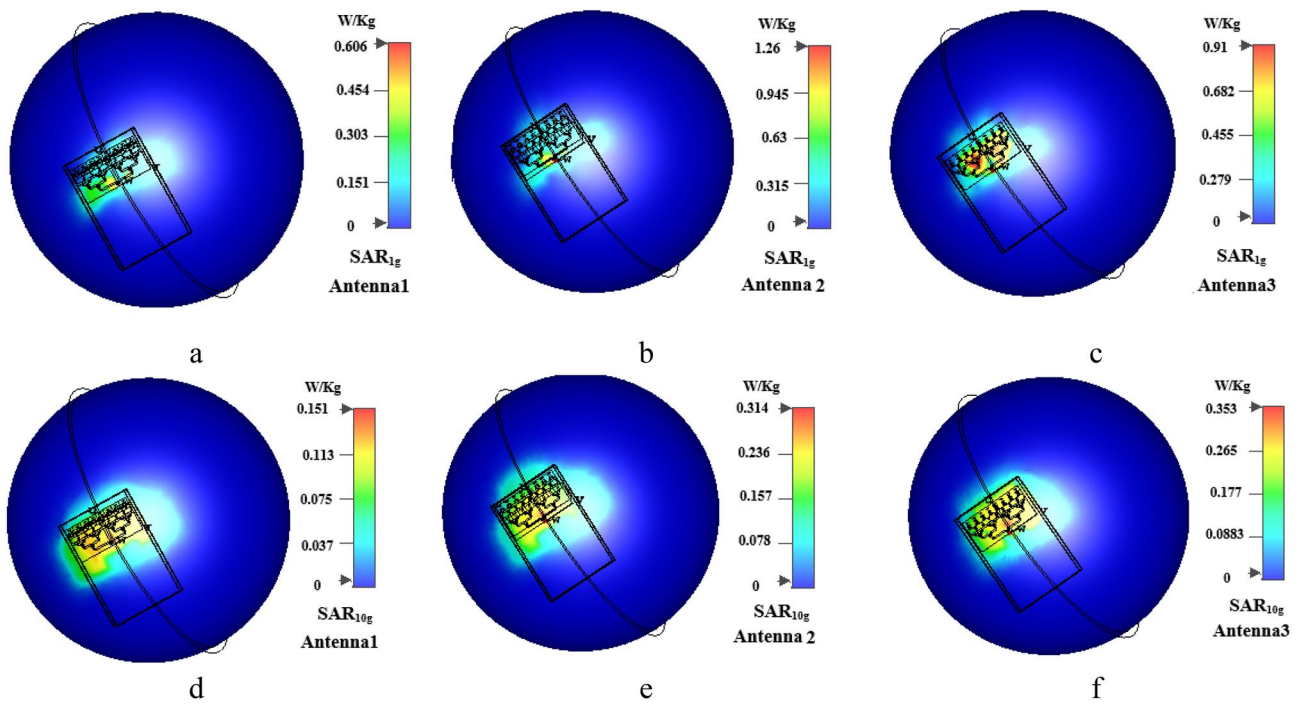 W/Kg
0.606
0.454
0.303
0.151
0
SAR1g
Antenna1
a
W/Kg
1.26
0.945
0.63
0.315
0
SAR1g
Antenna 2
b
W/Kg
0.91
0.682
0.455
0.279
0
SAR1g
Antenna3
c
W/Kg
0.151
0.113
0.075
0.037
0
SAR10g
Antenna1
d
W/Kg
0.314
0.236
0.157
0.078
0
SAR10g
Antenna 2
e
W/Kg
0.353
0.265
0.177
0.0883
0
SAR10g
Antenna3
f